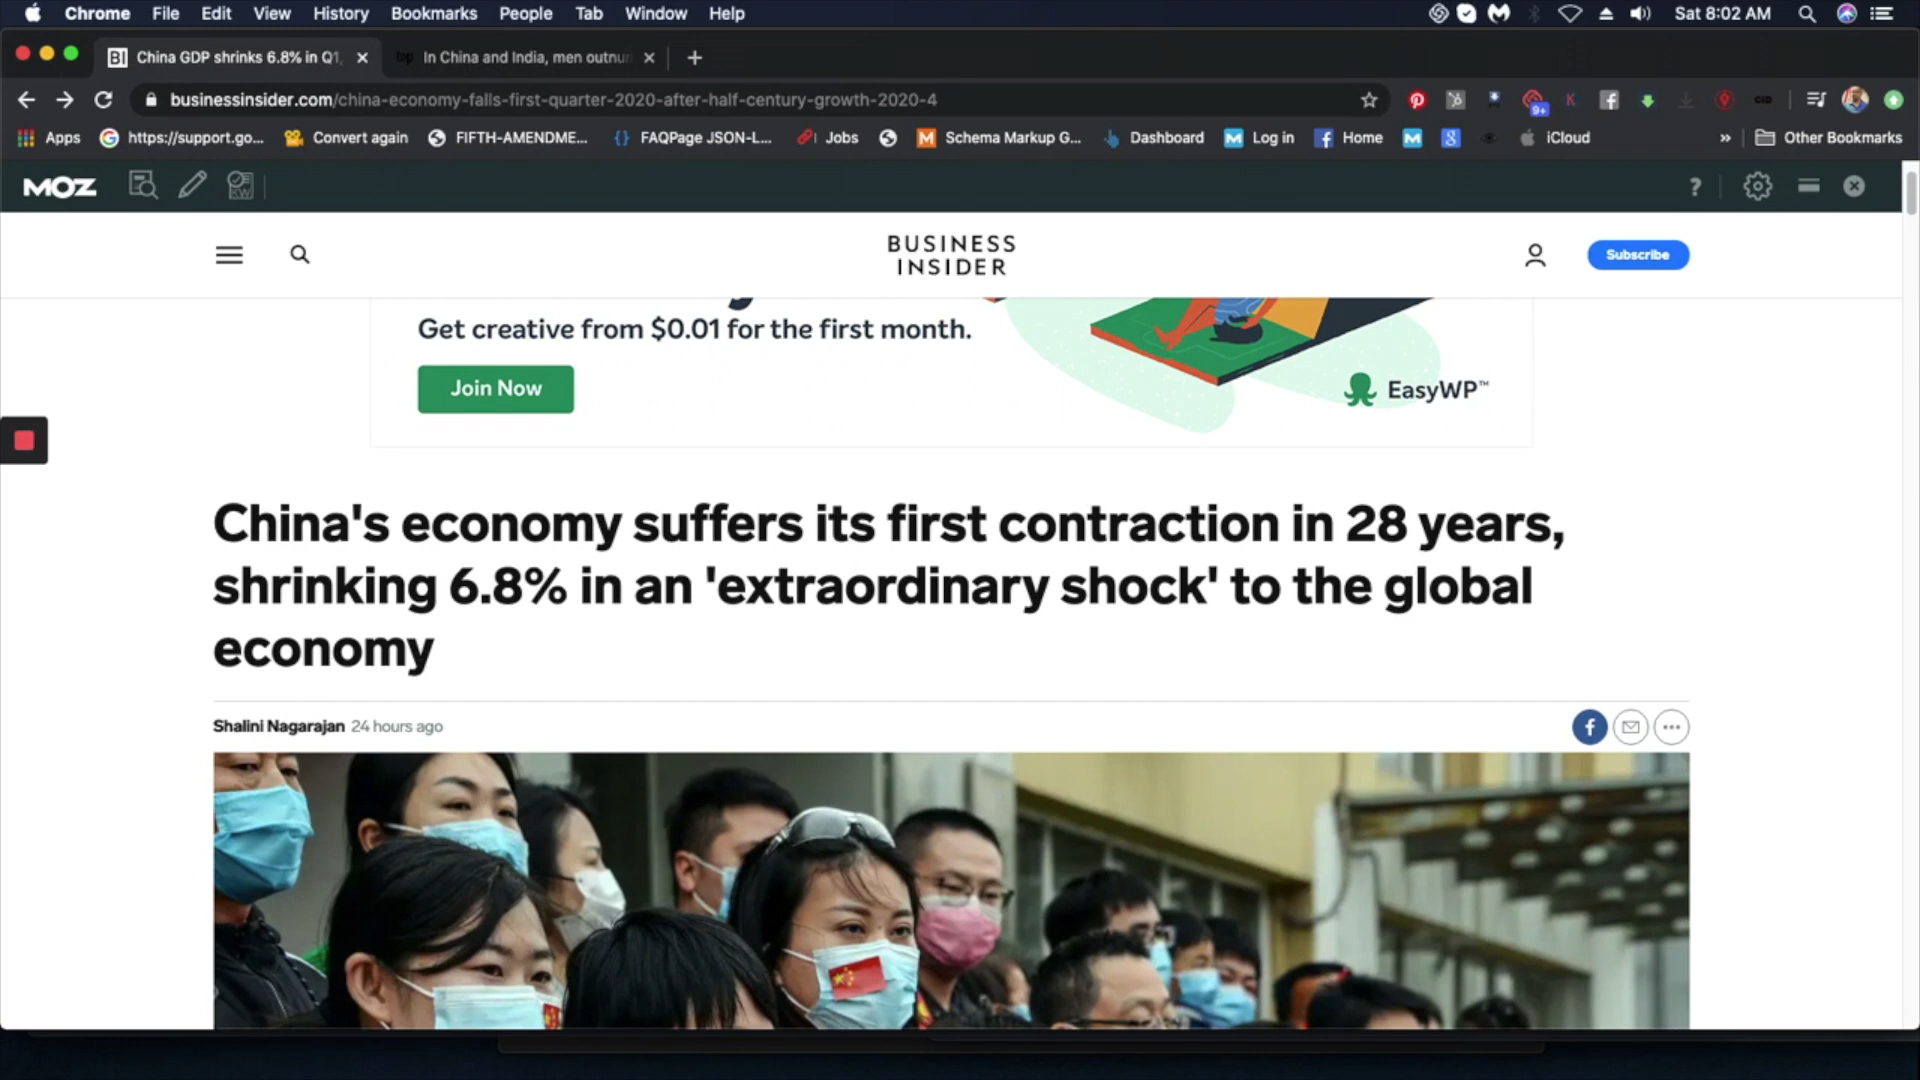 Chrome File Edit View History Bookmarks People Tab Window Help Sat 8:02 AM
BI China GDP shrinks 6.8% in Q1, In China and India, men outnu
businessinsider.com/china-economy-falls-first-quarter-2020-after-half-century-growth-2020-4
9+
Apps https://support.go... Convert again FIFTH-AMENDME... FAQPage JSON-L... Jobs Schema Markup G... Dashboard Log in Home iCloud » Other Bookmarks
MOZ
KW
?
BUSINESS
INSIDER
Subscribe
Get creative from $0.01 for the first month.
Join Now
EasyWP™
China's economy suffers its first contraction in 28 years,
shrinking 6.8% in an 'extraordinary shock' to the global
economy
Shalini Nagarajan 24 hours ago